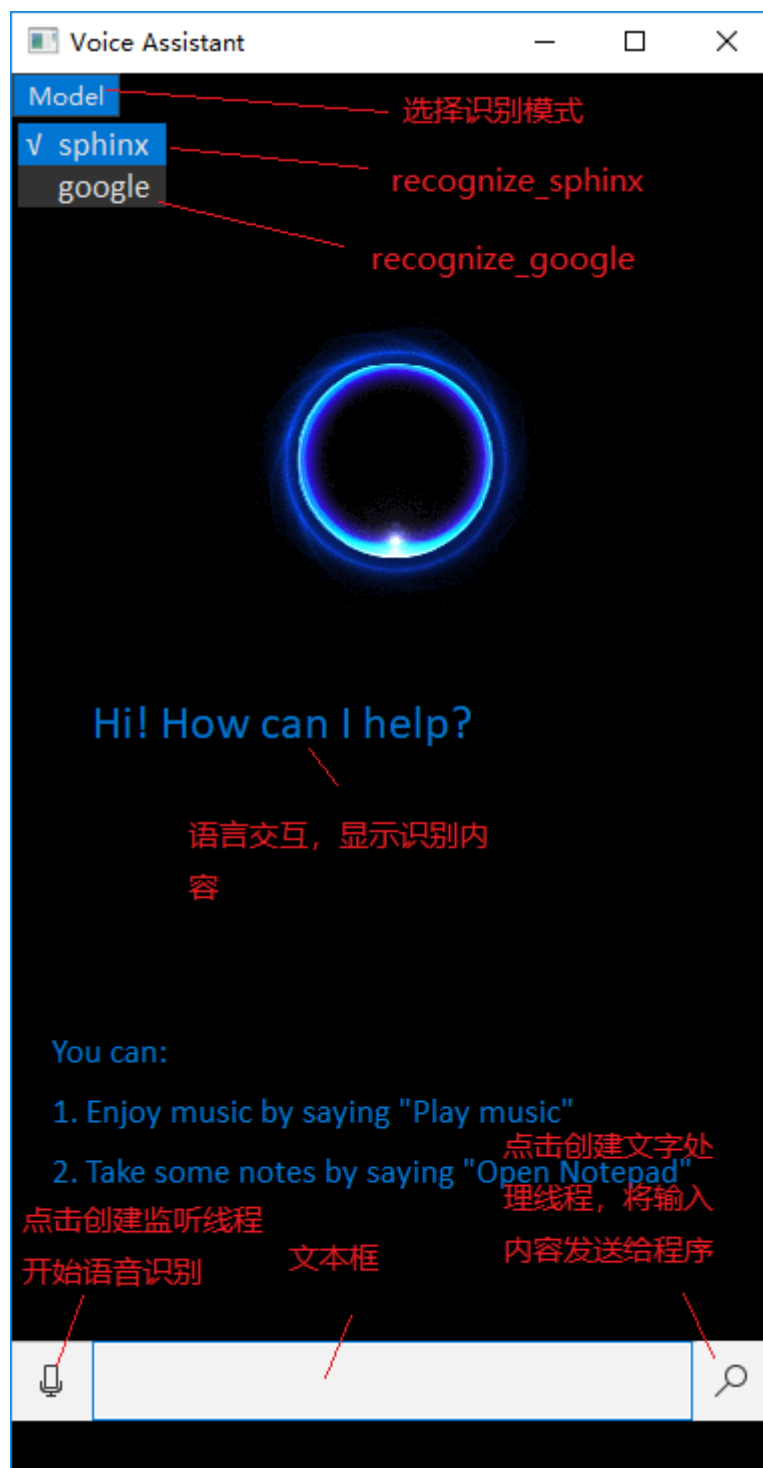 Voice Assistant
Model
选择识别模式
√ sphinx
recognize_sphinx
google
recognize_google
Hi! How can I help?
语言交互，显示识别内
容
You can:
1. Enjoy music by saying "Play music"
2. Take some notes by saying "Open Notepad"
点击创建文字处
理线程，将输入
内容发送给程序
点击创建监听线程
开始语音识别
文本框